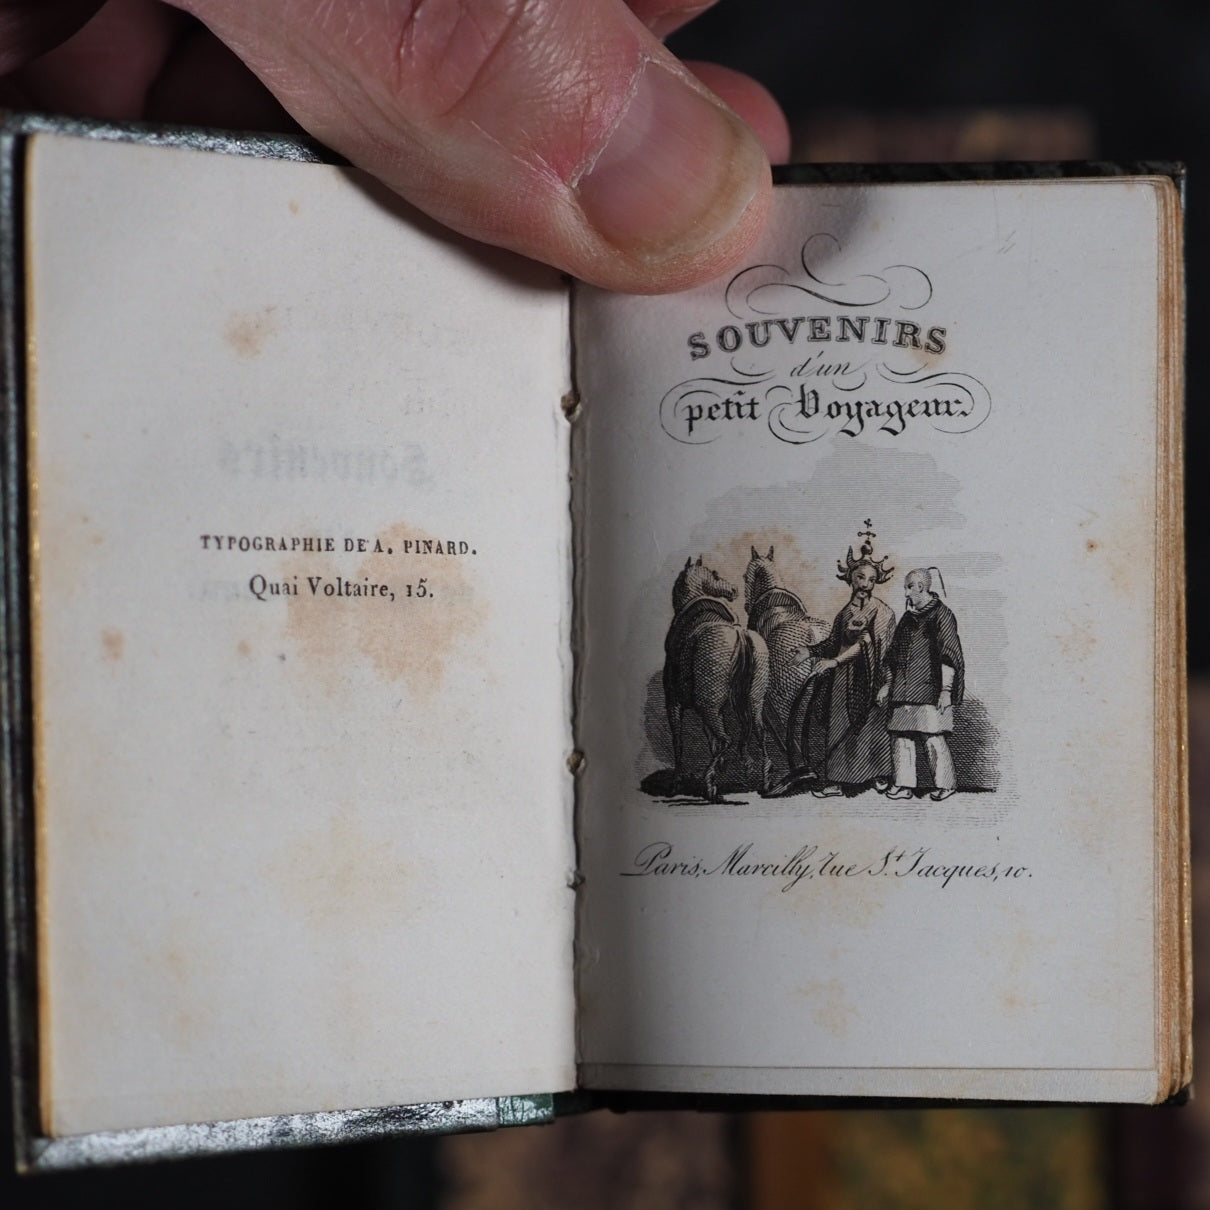 TYPOGRAPHIE DE A. PINARD.
Quai Voltaire, 15.
SOUVENIRS
d'un
petit Voyageur.
Paris, Marcilly, rue St. Jacques, 10.